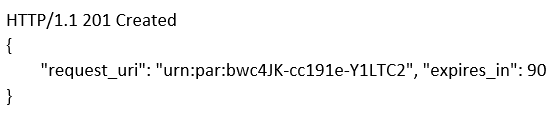 HTTP/1.1 201 Created
{
"request_uri": "urn:par:bwc4JK-cc191e-Y1LTC2", "expires_in": 90
}